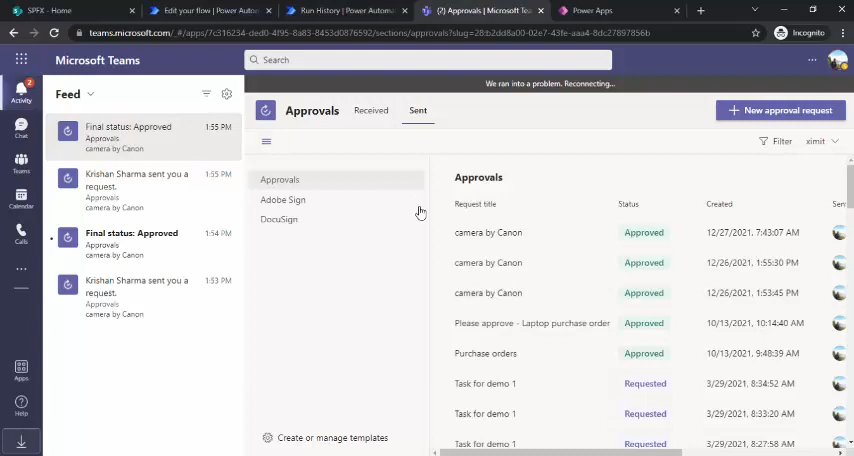 SPFX - Home
Edit your flow | Power Autom
Run History | Power Automat
(2) Approvals | Microsoft Team
Power Apps
teams.microsoft.com/_#/apps/7c316234-ded0-4f95-8a83-8453d0876592/sections/approvals?slug=28:b2dd8a00-02e7-43fe-aaa4-8dc27897856b
Incognito
Microsoft Teams
Search
We ran into a problem. Reconnecting...
2
Activity
Chat
Teams
Calendar
Calls
Apps
Help
Feed
Final status: Approved
1:55 PM
Approvals
camera by Canon
Krishan Sharma sent you a
1:55 PM
request.
Approvals
camera by Canon
Final status: Approved
1:54 PM
Approvals
camera by Canon
Krishan Sharma sent you a
1:53 PM
request.
Approvals
camera by Canon
Approvals
Received
Sent
New approval request
Filter
ximit
Approvals
Adobe Sign
DocuSign
Create or manage templates
Approvals
Request title Status Created Sen
camera by Canon Approved 12/27/2021, 7:43:07 AM
camera by Canon Approved 12/26/2021, 1:55:30 PM
camera by Canon Approved 12/26/2021, 1:53:45 PM
Please approve - Laptop purchase order Approved 10/13/2021, 10:14:40 AM
Purchase orders Approved 10/13/2021, 9:48:39 AM
Task for demo 1 Requested 3/29/2021, 8:34:52 AM
Task for demo 1 Requested 3/29/2021, 8:33:20 AM
Task for demo 1 Requested 3/29/2021, 8:27:58 AM